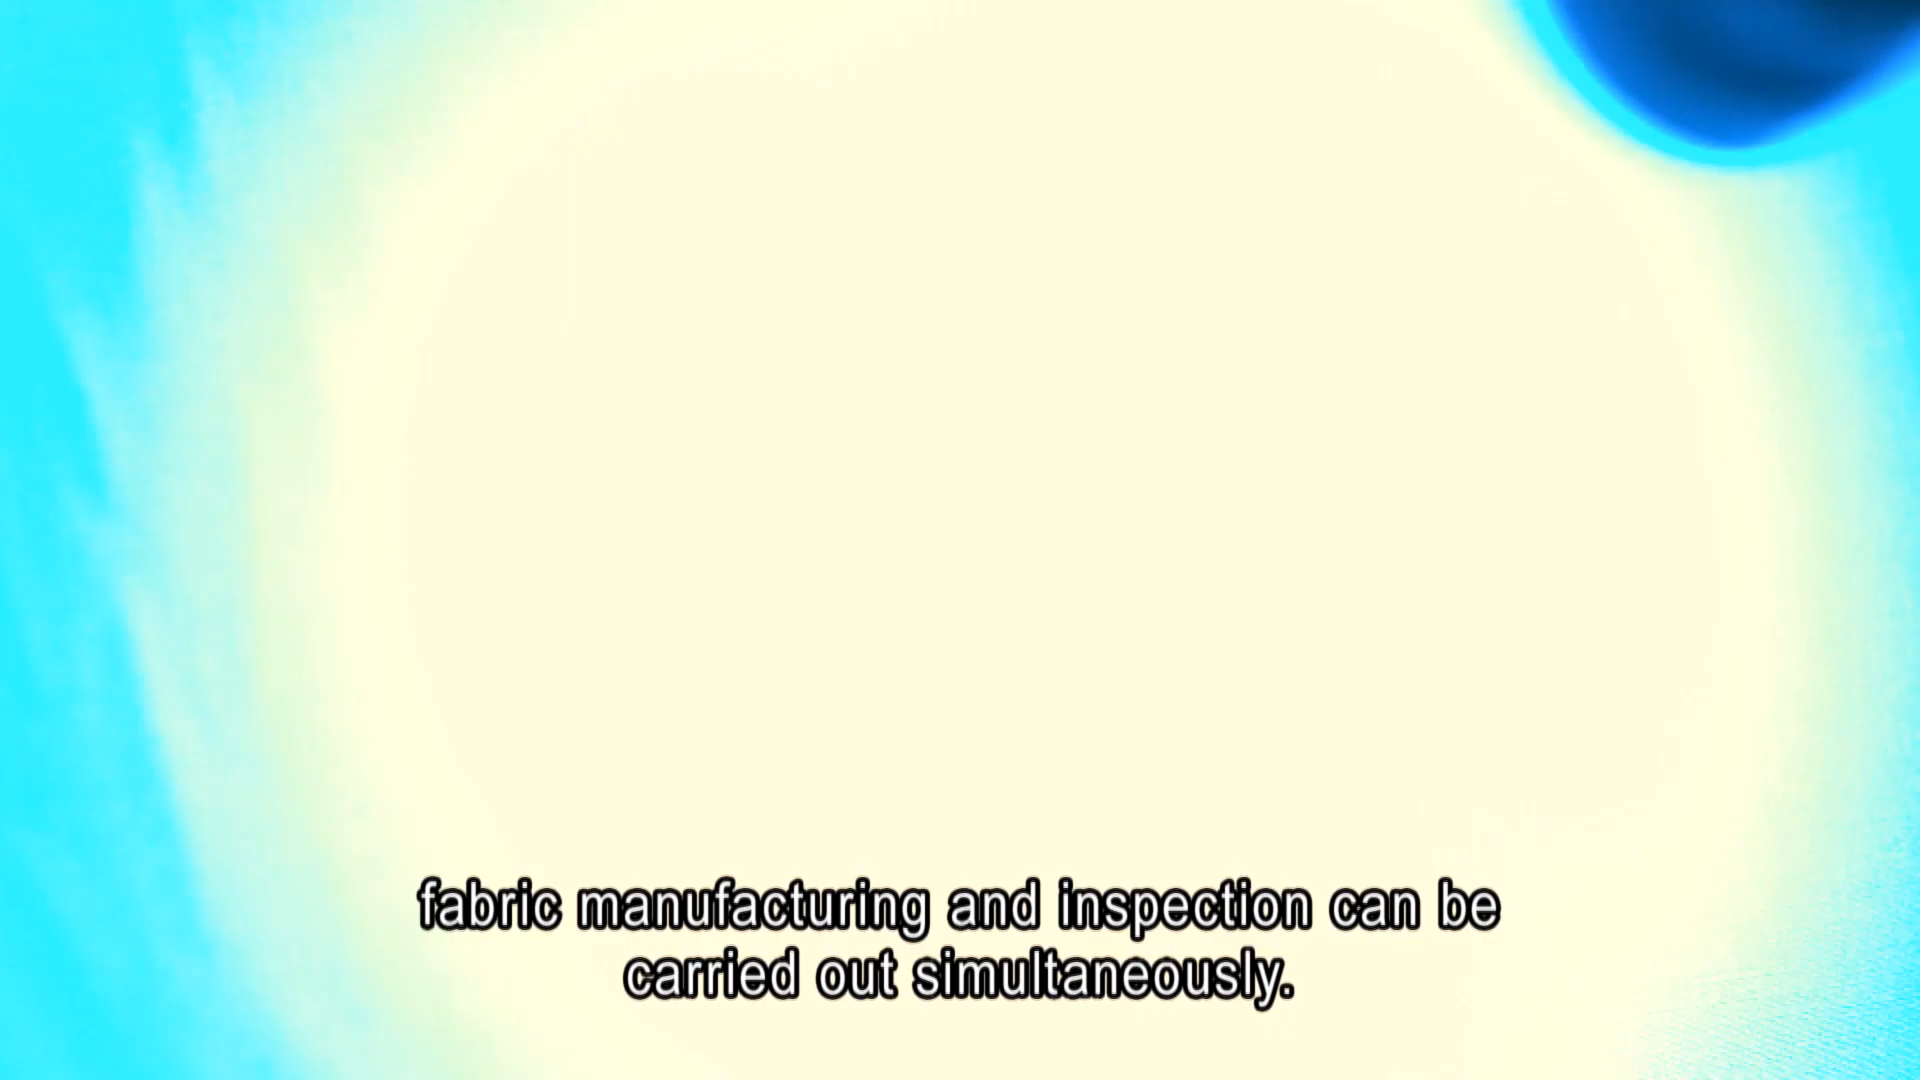 fabric manufacturing and inspection can be
carried out simultaneously.